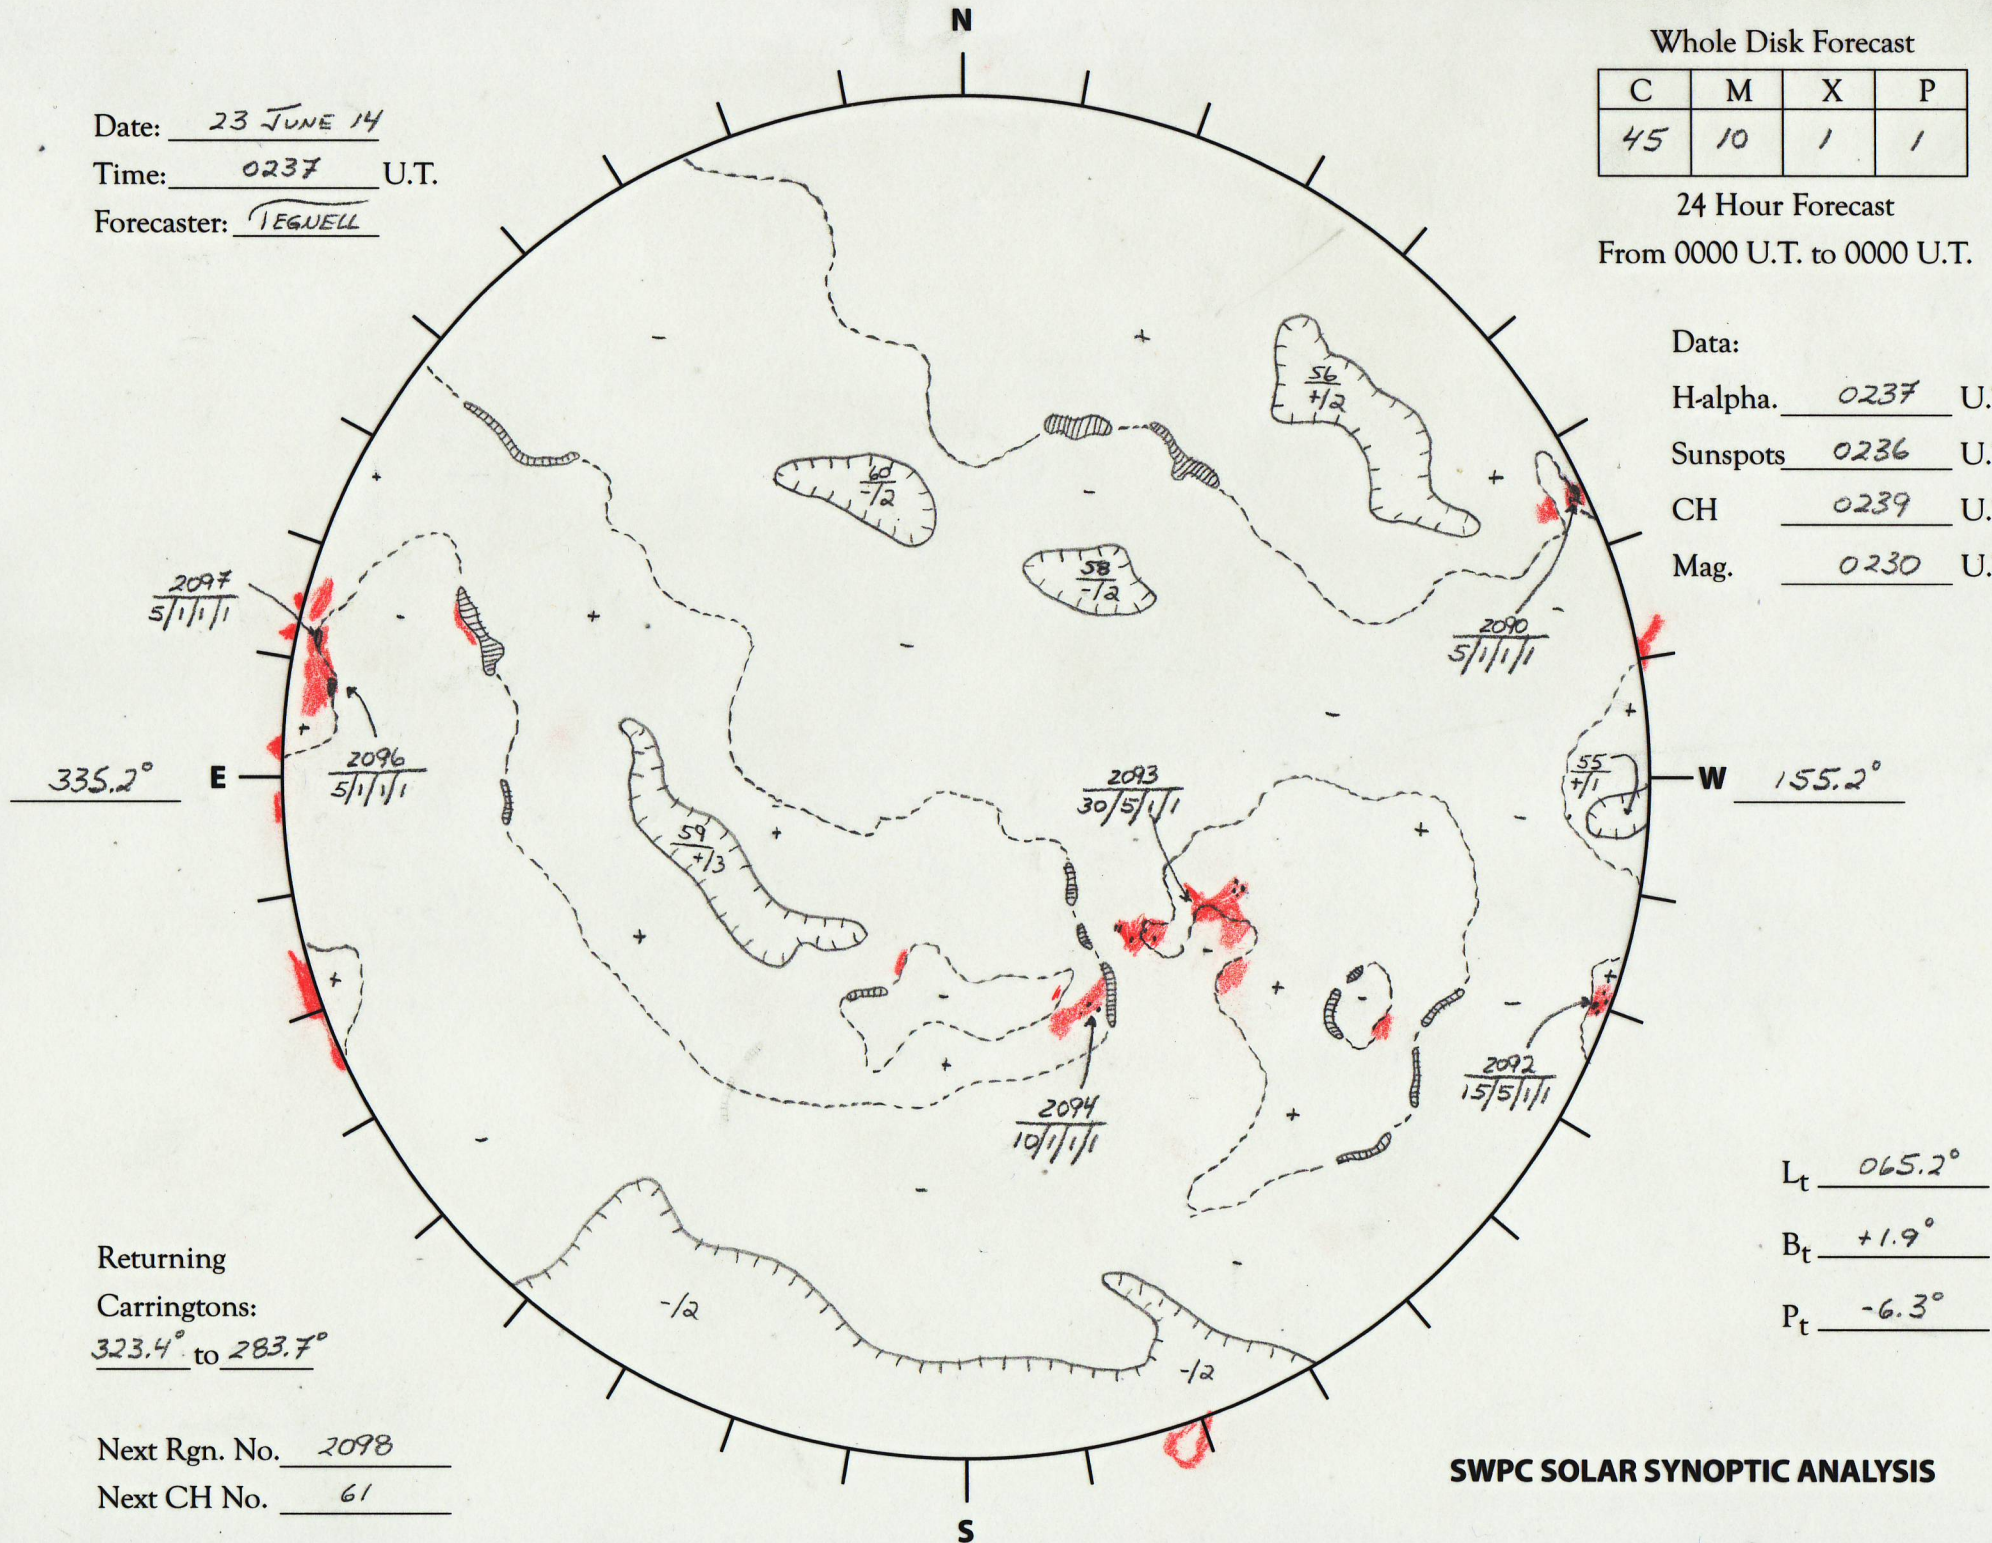 N
Whole Disk Forecast
C M X P
45 10 1 1
24 Hour Forecast
From 0000 U.T. to 0000 U.T.
Date: 23 JUNE 14
Time: 0237 U.T.
Forecaster: TEGNELL
Data:
H-alpha. 0237 U.
Sunspots 0236 U.
CH 0239 U.
Mag. 0230 U.
- +
56
+/2
60
-/2
+ - +
58
-/2
2097
5/1/1/1
- + - -
2090
5/1/1/1
+ - +
2096
5/1/1/1
2093
30/5/1/1
55
+/1
335.2° E
W 155.2°
59
+/3
+ + -
+ -
+ - + - - +
2092
15/5/1/1
+
2094
10/1/1/1
+
-
-
-
-/2
-/2
Lt 065.2°
Bt +1.9°
Pt -6.3°
Returning
Carringtons:
323.4° to 283.7°
Next Rgn. No. 2098
Next CH No. 61
SWPC SOLAR SYNOPTIC ANALYSIS
S